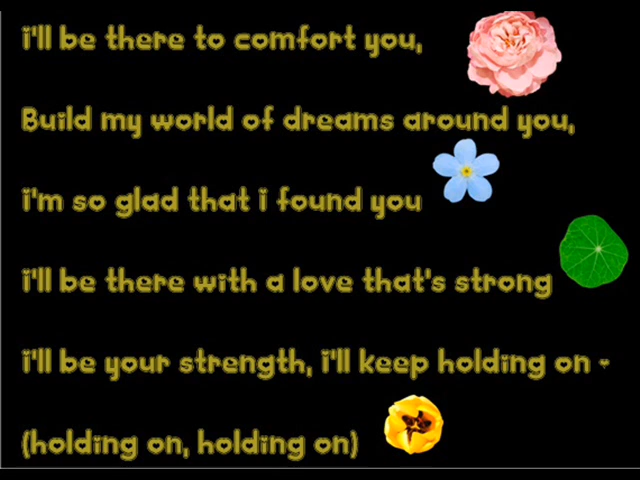 i'll be there to comfort you,
Build my world of dreams around you,
i'm so glad that i found you
i'll be there with a love that's strong
i'll be your strength, i'll keep holding on -
(holding on, holding on)